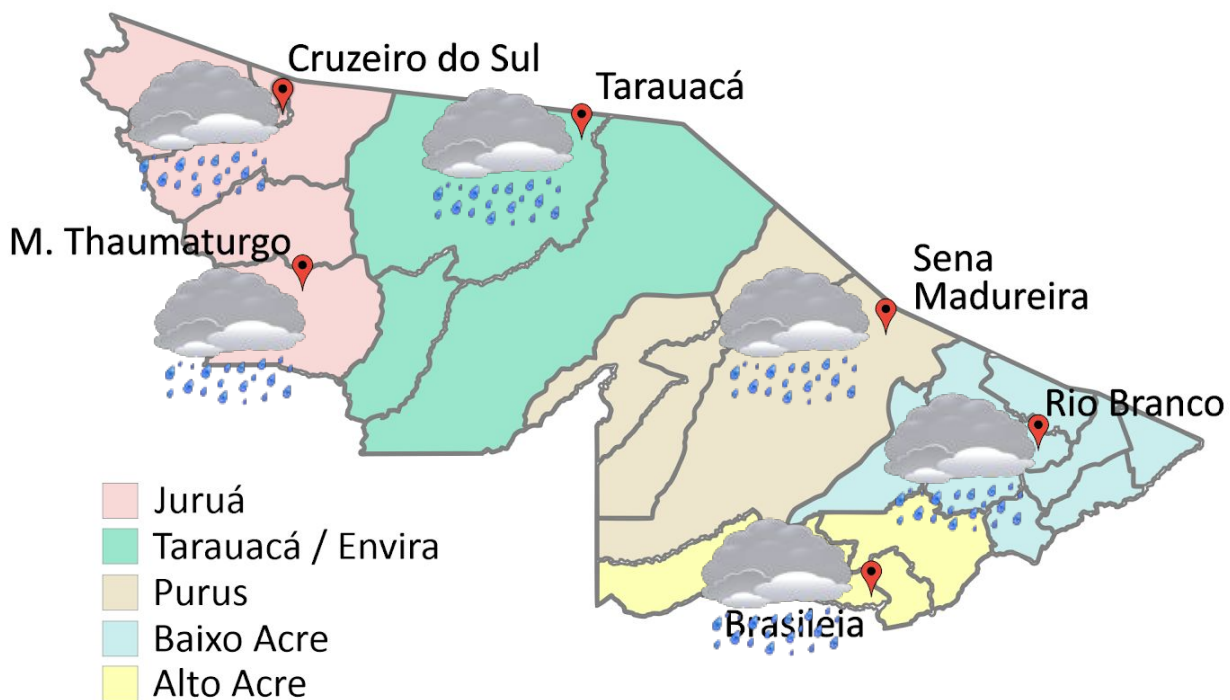 Cruzeiro do Sul
Tarauacá
M. Thaumaturgo
Sena
Madureira
Rio Branco
Brasileia
Juruá
Tarauacá / Envira
Purus
Baixo Acre
Alto Acre